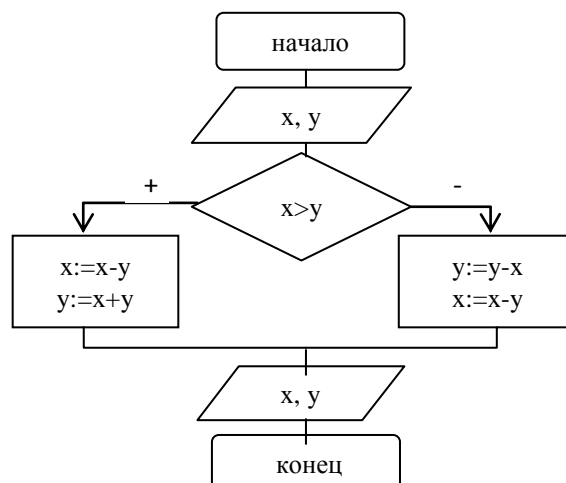 начало
x, y
+
-
x>y
x:=x-y
y:=x+y
y:=y-x
x:=x-y
x, y
конец